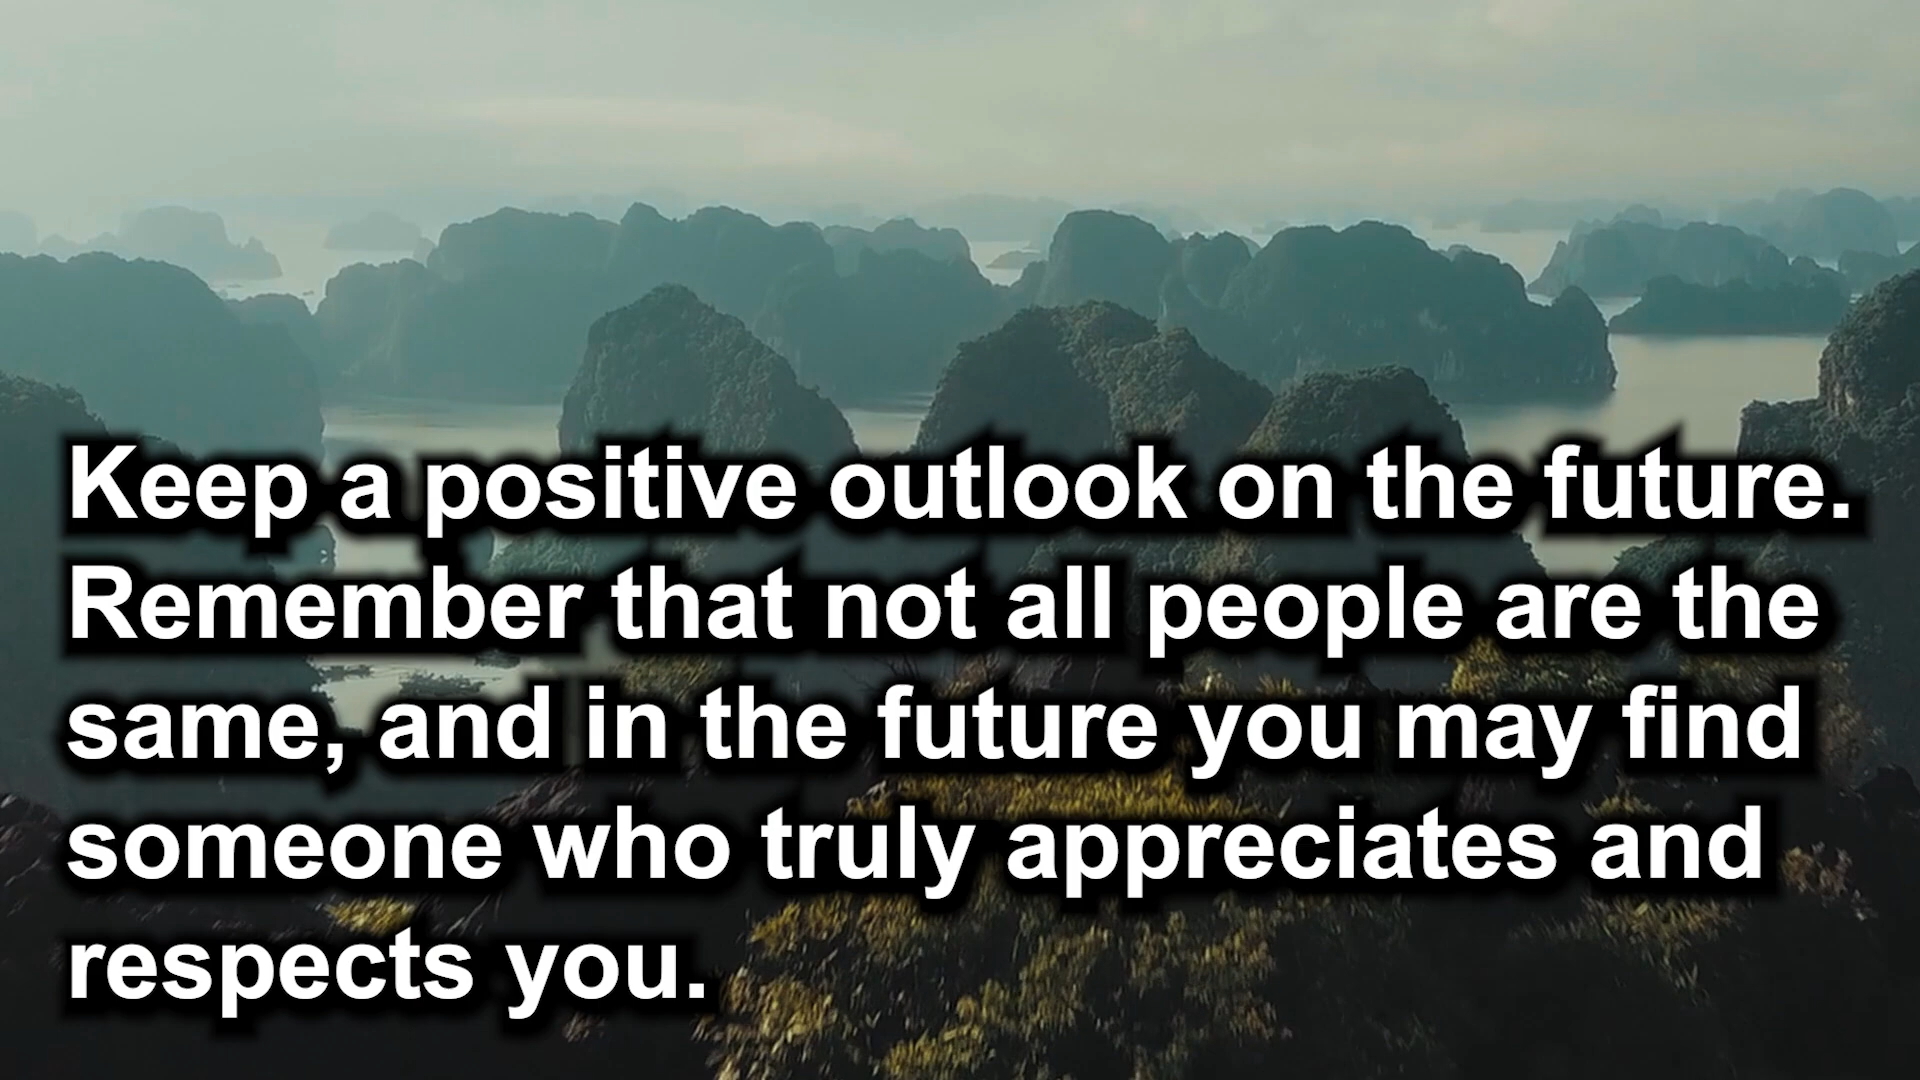 Keep a positive outlook on the future.
Remember that not all people are the
same, and in the future you may find
someone who truly appreciates and
respects you.